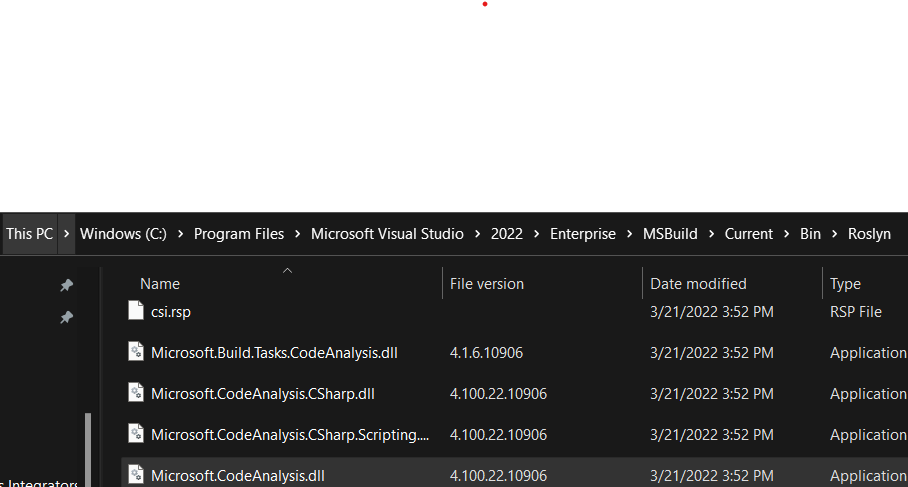 This PC > Windows (C:) > Program Files > Microsoft Visual Studio > 2022 > Enterprise > MSBuild > Current > Bin > Roslyn
Name File version Date modified Type
csi.rsp 3/21/2022 3:52 PM RSP File
Microsoft.Build.Tasks.CodeAnalysis.dll 4.1.6.10906 3/21/2022 3:52 PM Application
Microsoft.CodeAnalysis.CSharp.dll 4.100.22.10906 3/21/2022 3:52 PM Application
Microsoft.CodeAnalysis.CSharp.Scripting.... 4.100.22.10906 3/21/2022 3:52 PM Application
Microsoft.CodeAnalysis.dll 4.100.22.10906 3/21/2022 3:52 PM Application
s Integrators